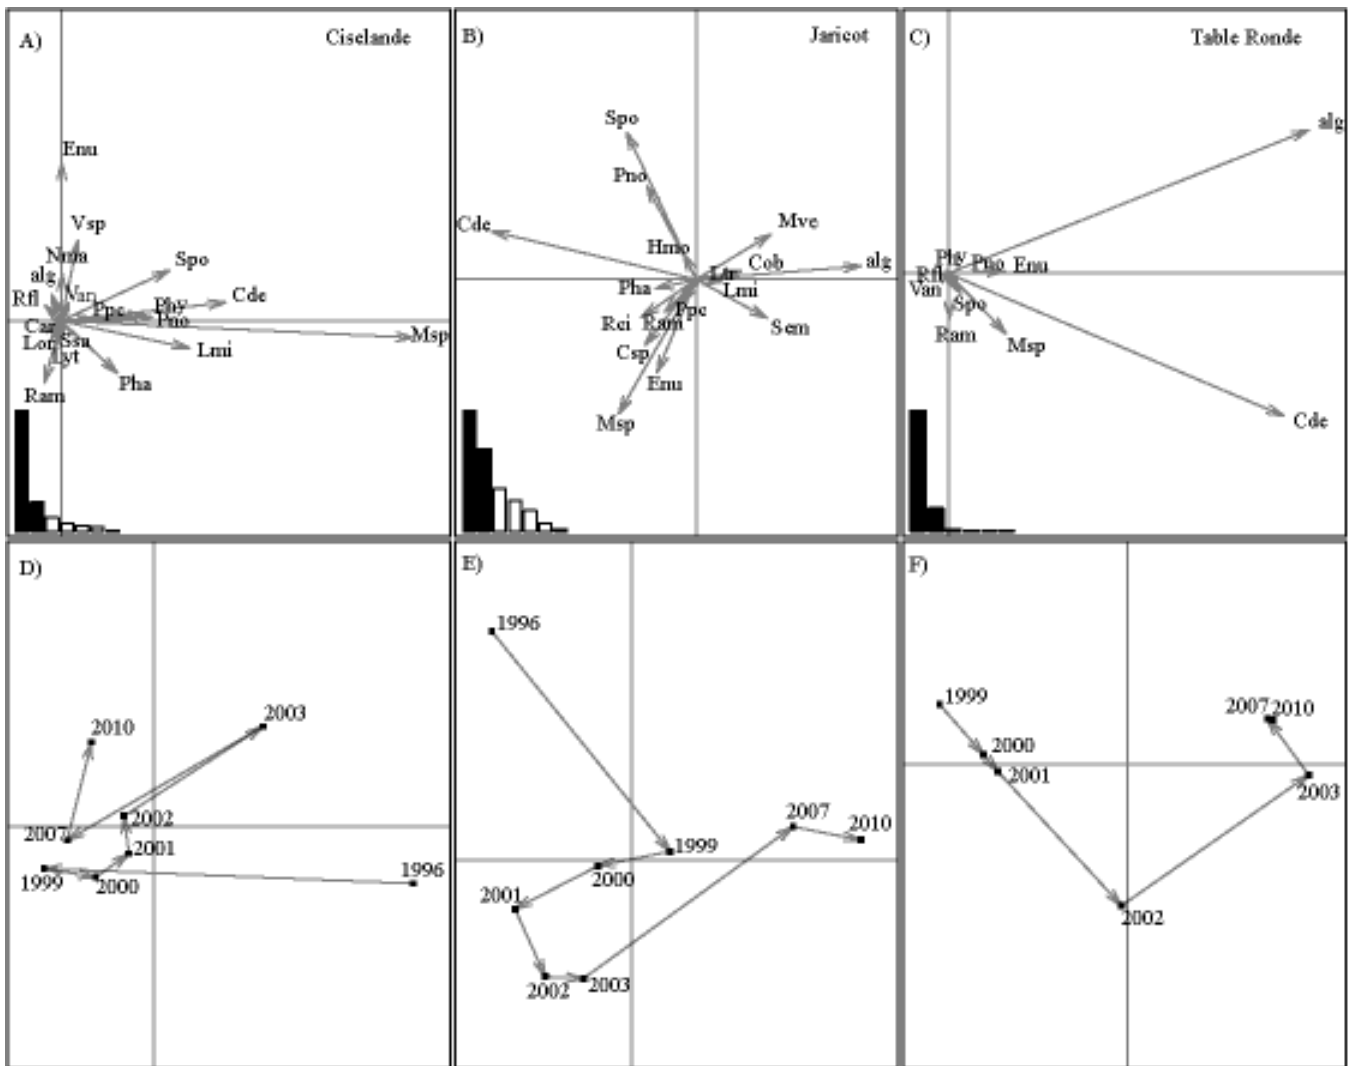 A) Ciselande
Enu
Vsp
Nma
alg
Spo
Rfl
Van
Cde
Ppc
Phy
Pno
Car
Msp
Lor
Ssa
Lmi
Lyt
Pha
Ram
B) Jaricot
Spo
Pno
Cde
Mve
Hmo
Cob
alg
Ltr
Pha
Lmi
Ppc
Rci
Ram
Sem
Csp
Enu
Msp
C) Table Ronde
alg
Phy
Pno
Enu
Rfl
Van
Spo
Ram
Msp
Cde
D)
2003
2010
2002
2007
2001
1996
1999
2000
E)
1996
2007
2010
1999
2000
2001
2002
2003
F)
1999
2007
2010
2000
2001
2003
2002